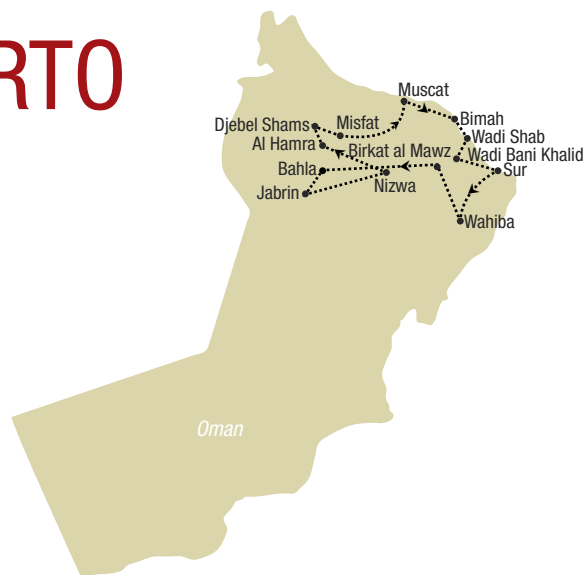 RTO
Muscat
Bimah
Djebel Shams
Misfat
Wadi Shab
Al Hamra
Birkat al Mawz
Wadi Bani Khalid
Bahla
Sur
Nizwa
Jabrin
Wahiba
Oman